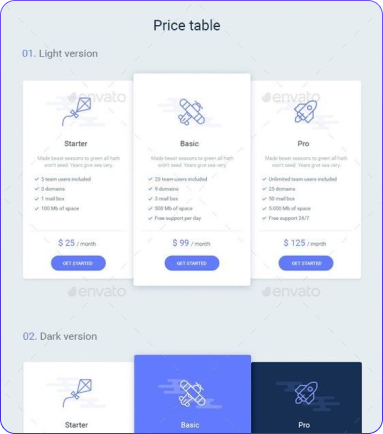 Price table
01. Light version
envato envato
Starter Basic Pro
Made beast seasons to green all hath Made beast seasons to green all hath Made beast seasons to green all hath
won't seed. Years give sea very. won't seed. Years give sea very. won't seed. Years give sea very.
3 team users included 25 team users included Unlimited team users included
5 domains 9 domains 25 domains
1 mail box 3 mail box 50 mail box
100 Mb of space 500 Mb of space 5.000 Mb of space
Free support per day Free support 24/7
$ 25 / month $ 99 / month $ 125 / month
GET STARTED GET STARTED GET STARTED
envato envato
02. Dark version
Starter Basic Pro